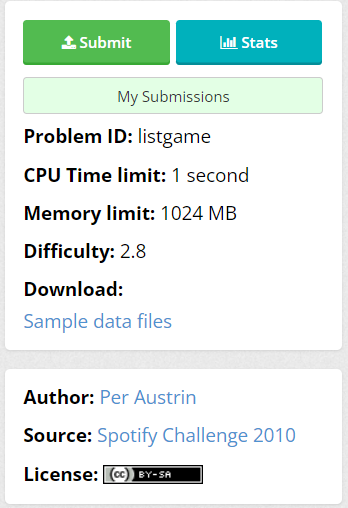 Submit
Stats
My Submissions
Problem ID: listgame
CPU Time limit: 1 second
Memory limit: 1024 MB
Difficulty: 2.8
Download:
Sample data files
Author: Per Austrin
Source: Spotify Challenge 2010
License: (cc) BY-SA